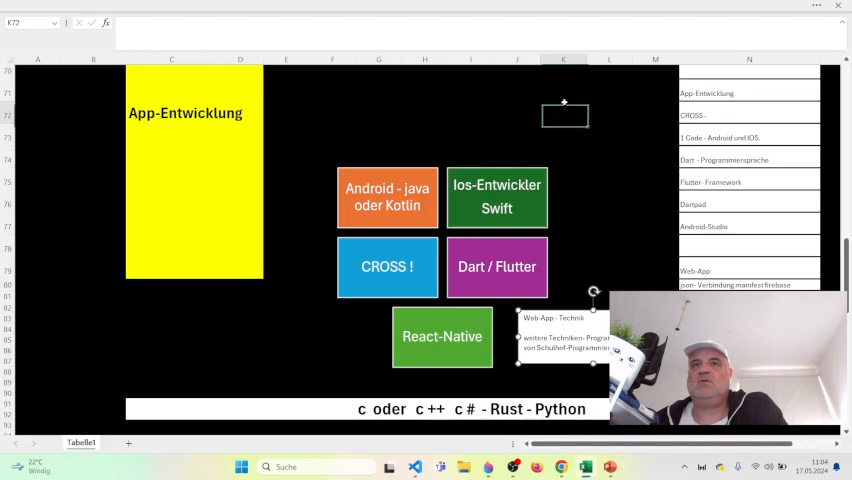 K72
fx
A B C D E F G H I J K L M N
70
71 App-Entwicklung
App-Entwicklung
72 CROSS -
73 1 Code - Android und IOS.
74 Dart - Programmiersprache
75 Flutter- Framework
76 Dartpad
77 Android-Studio
78
79 Web-App
80 json- Verbindung manifest firebase
81
82
83
84
85
86
87
88
89
90
91
92
93
Android - java
oder Kotlin
Ios-Entwickler
Swift
CROSS !
Dart / Flutter
React-Native
Web-App - Technik
weitere Techniken- Progra
von Schulhof-Programmier
c oder c ++ c # - Rust - Python
Tabelle1
22°C
Windig
Suche
11:04
17.05.2024